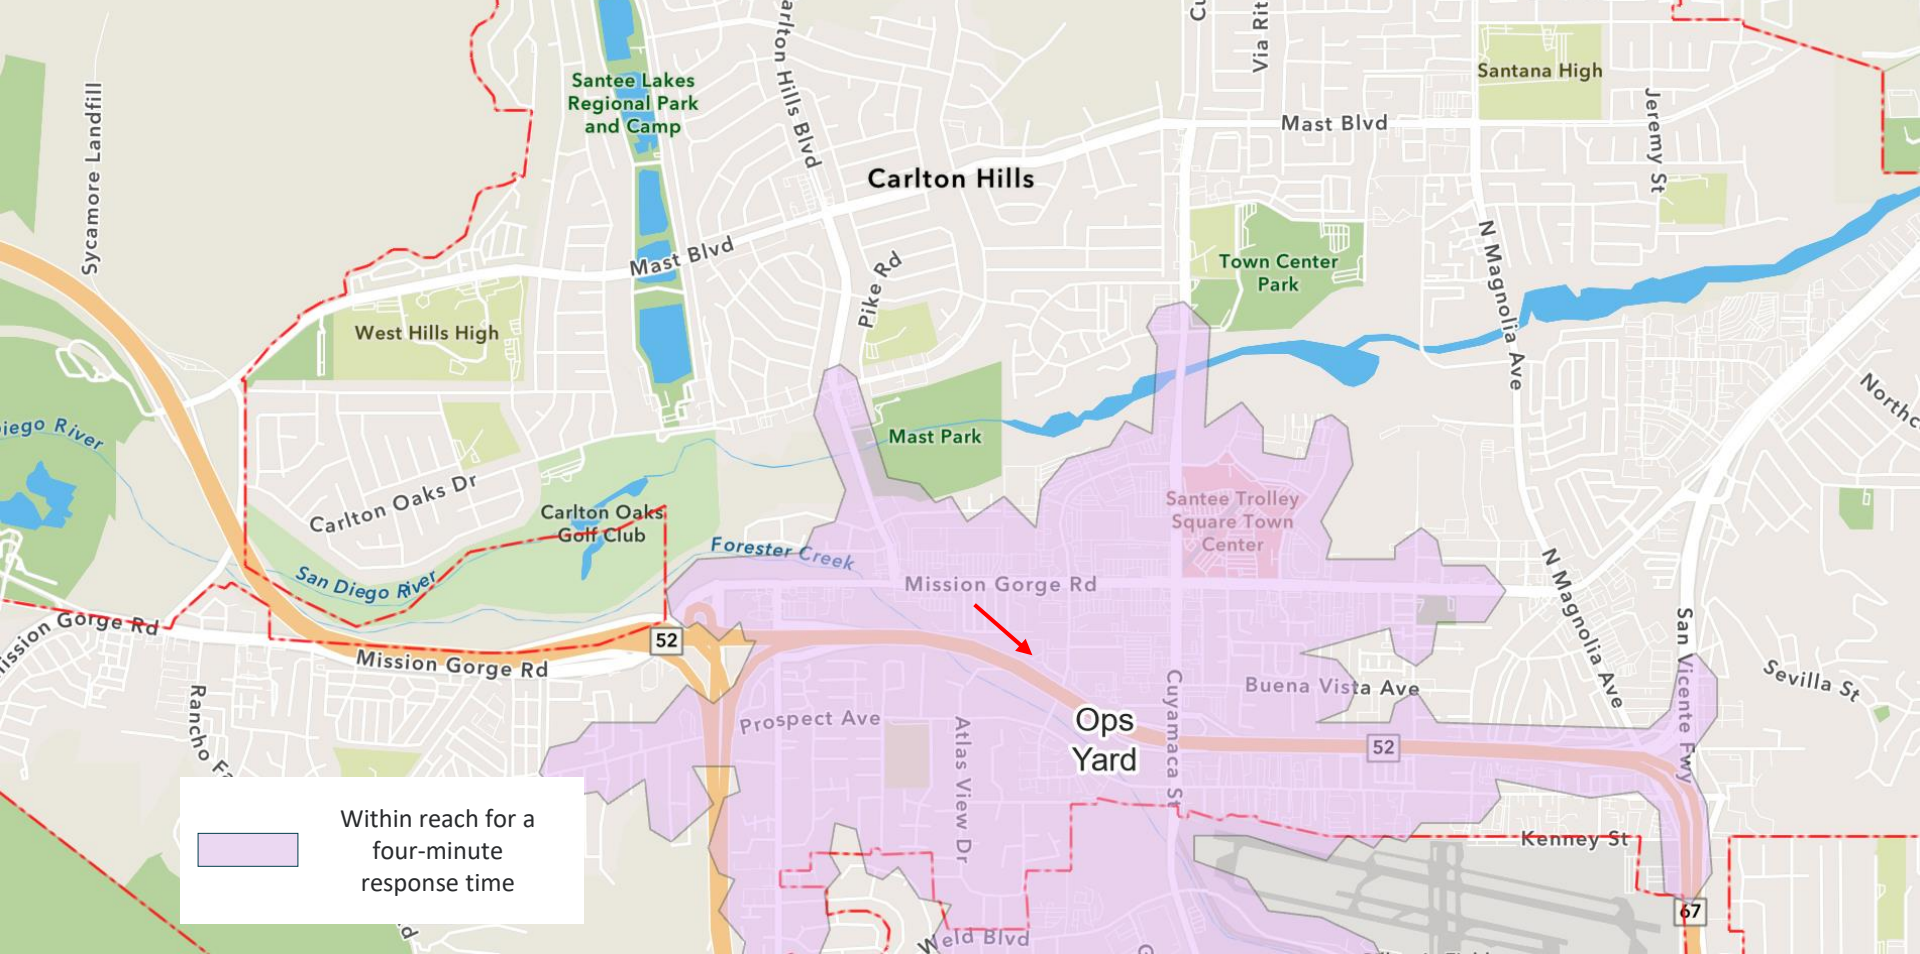 Santee Lakes
Regional Park
and Camp
Via Rit
Santana High
Jeremy St
Mast Blvd
Carlton Hills
Sycamore Landfill
Mast Blvd
Pike Rd
Town Center
Park
N Magnolia Ave
West Hills High
Mast Park
Carlton Oaks Dr
Santee Trolley
Square Town
Center
Carlton Oaks
Golf Club
Forester Creek
San Diego River
Mission Gorge Rd
N Magnolia Ave
Mission Gorge Rd
52
Mission Gorge Rd
San Vicente Fwy
Sevilla St
Buena Vista Ave
Prospect Ave
Atlas View Dr
Ops
Yard
Cuyamaca St
52
Rancho
Within reach for a
four-minute
response time
Kenney St
67
Weld Blvd